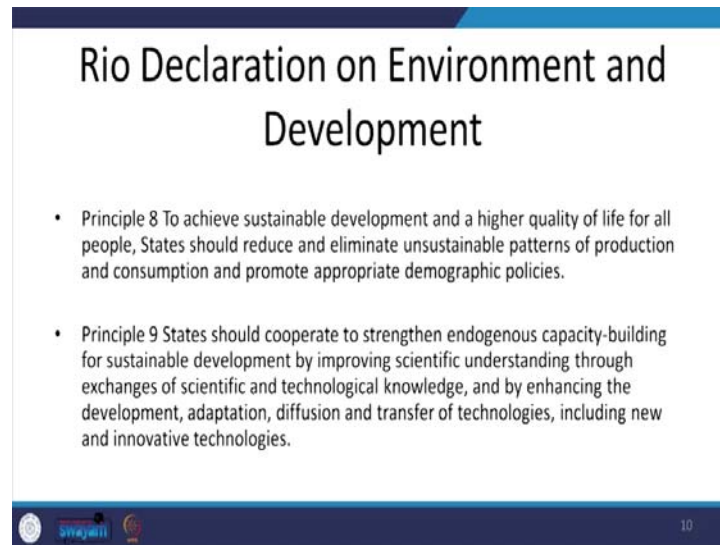 Rio Declaration on Environment and
Development
• Principle 8 To achieve sustainable development and a higher quality of life for all
people, States should reduce and eliminate unsustainable patterns of production
and consumption and promote appropriate demographic policies.
• Principle 9 States should cooperate to strengthen endogenous capacity-building
for sustainable development by improving scientific understanding through
exchanges of scientific and technological knowledge, and by enhancing the
development, adaptation, diffusion and transfer of technologies, including new
and innovative technologies.
swayam
10